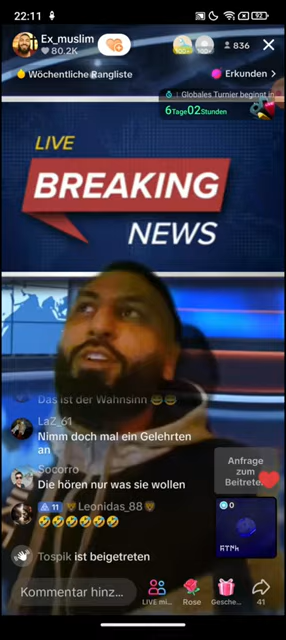 22:11
92
Ex_muslim
80.2K
836
Wöchentliche Rangliste
Erkunden >
Globales Turnier beginnt in
6Tage02Stunden
LIVE
BREAKING
NEWS
Das ist der Wahnsinn 😂😂
LaZ_61
Nimm doch mal ein Gelehrten
an
Socorro
Die hören nur was sie wollen
11 🦁Leonidas_88🦁
🤣🤣🤣🤣🤣🤣
Tospik ist beigetreten
Anfrage
zum
Beitrete..
0
Kommentar hinz...
LIVE mi...
Rose
Gesche...
41